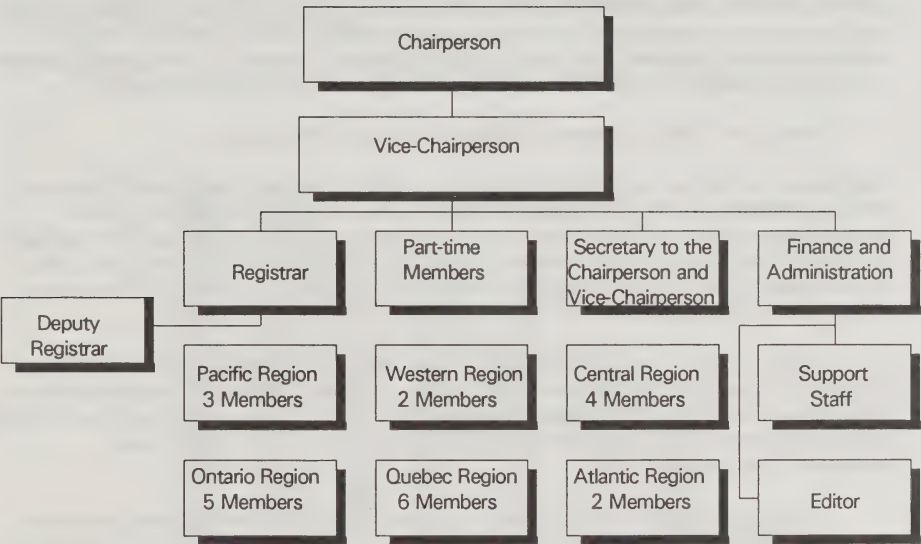 Chairperson
Vice-Chairperson
Registrar
Part-time
Members
Secretary to the
Chairperson and
Vice-Chairperson
Finance and
Administration
Deputy
Registrar
Pacific Region
3 Members
Western Region
2 Members
Central Region
4 Members
Support
Staff
Ontario Region
5 Members
Quebec Region
6 Members
Atlantic Region
2 Members
Editor